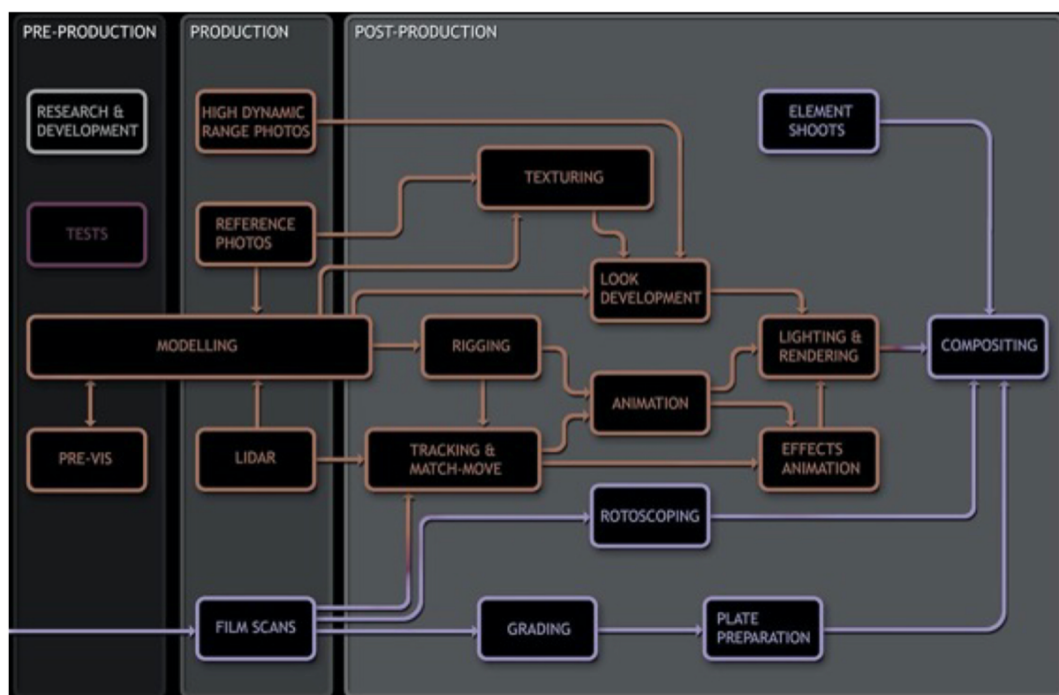 PRE-PRODUCTION
PRODUCTION
POST-PRODUCTION
RESEARCH &
DEVELOPMENT
HIGH DYNAMIC
RANGE PHOTOS
ELEMENT
SHOOTS
TEXTURING
TESTS
REFERENCE
PHOTOS
LOOK
DEVELOPMENT
MODELLING
RIGGING
LIGHTING &
RENDERING
COMPOSITING
ANIMATION
PRE-VIS
LIDAR
TRACKING &
MATCH-MOVE
EFFECTS
ANIMATION
ROTOSCOPING
FILM SCANS
GRADING
PLATE
PREPARATION